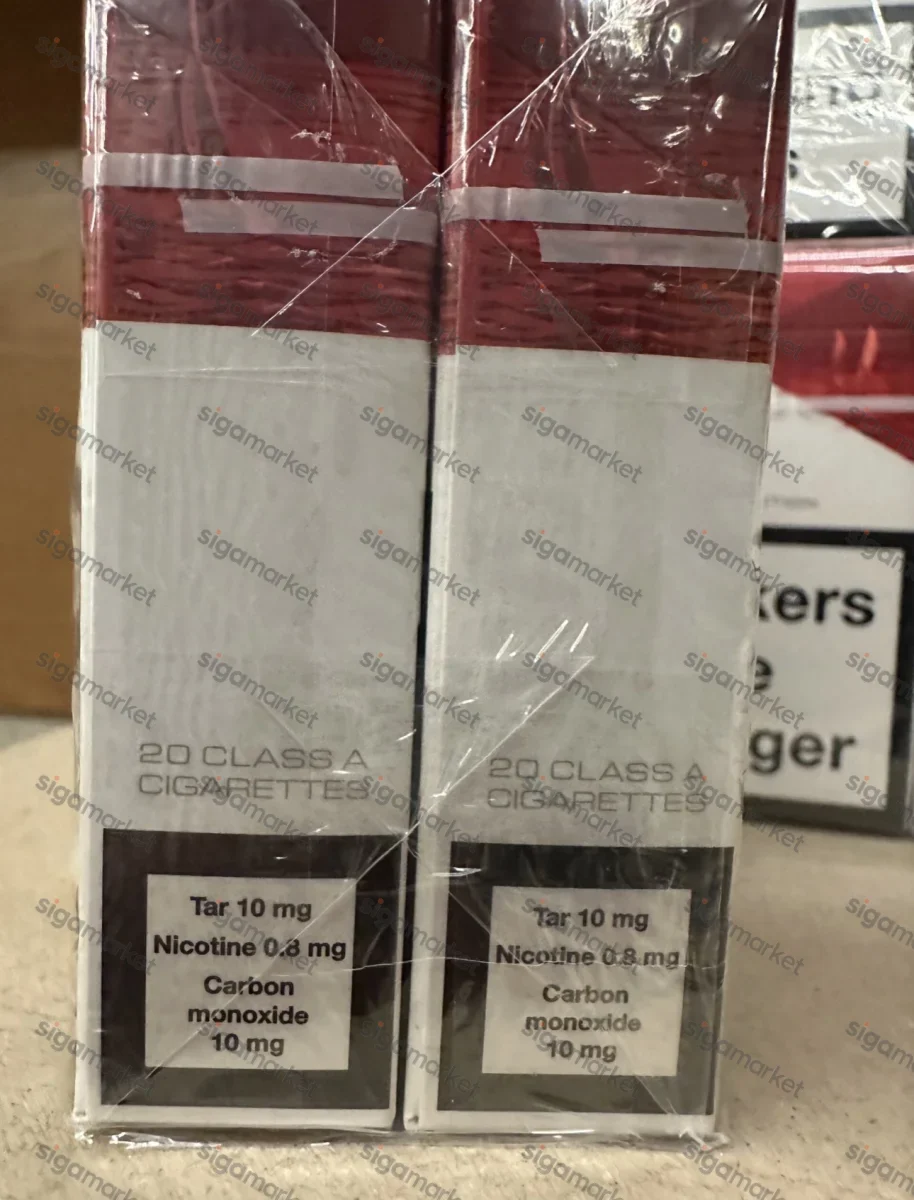 20 CLASS A
CIGARETTES
Tar 10 mg
Nicotine 0.8 mg
Carbon
monoxide
10 mg
20 CLASS A
CIGARETTES
Tar 10 mg
Nicotine 0.8 mg
Carbon
monoxide
10 mg
kers
e
ger
sigamarket